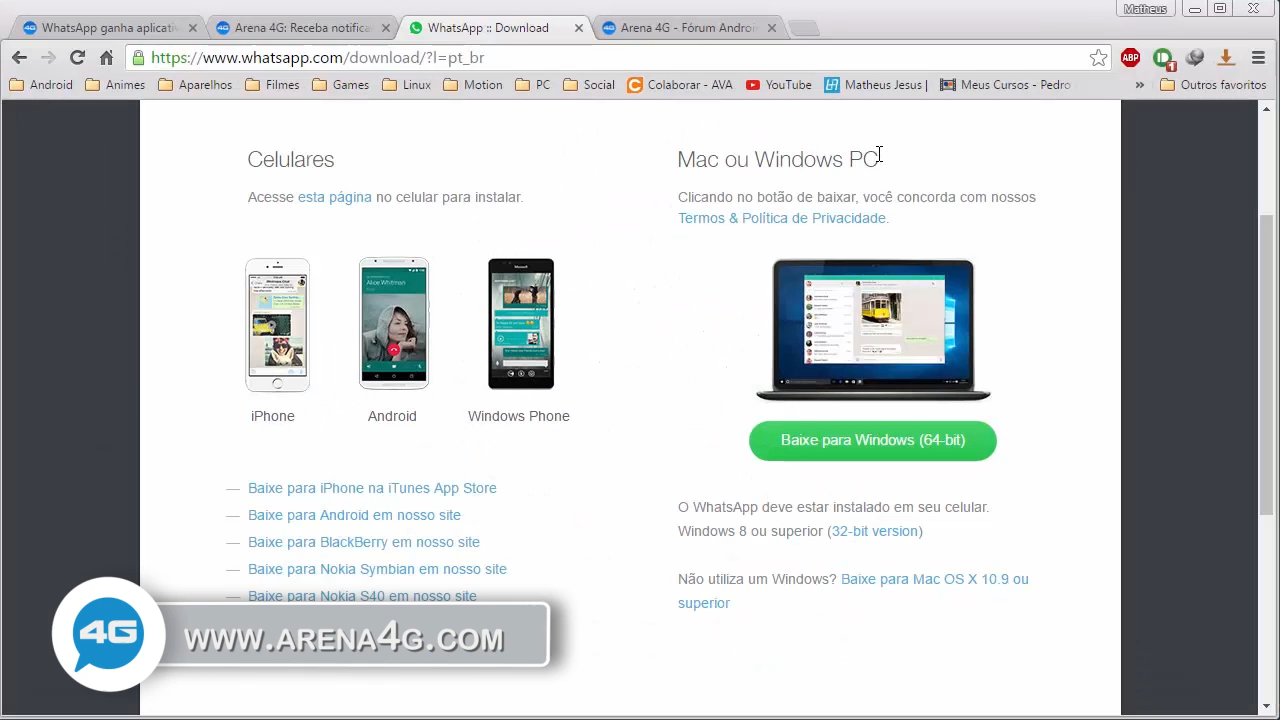 Matheus
WhatsApp ganha aplicati
Arena 4G: Receba notifica
WhatsApp :: Download
Arena 4G - Fórum Androi
https://www.whatsapp.com/download/?l=pt_br
ABP
1
Android
Animes
Aparelhos
Filmes
Games
Linux
Motion
PC
Social
Colaborar - AVA
YouTube
Matheus Jesus |
Meus Cursos - Pedro
»
Outros favoritos
Celulares
Acesse esta página no celular para instalar.
iPhone
Android
Windows Phone
— Baixe para iPhone na iTunes App Store
— Baixe para Android em nosso site
— Baixe para BlackBerry em nosso site
— Baixe para Nokia Symbian em nosso site
— Baixe para Nokia S40 em nosso site
Mac ou Windows PC
Clicando no botão de baixar, você concorda com nossos
Termos & Política de Privacidade.
Baixe para Windows (64-bit)
O WhatsApp deve estar instalado em seu celular.
Windows 8 ou superior (32-bit version)
Não utiliza um Windows? Baixe para Mac OS X 10.9 ou
superior
4G
WWW.ARENA4G.COM